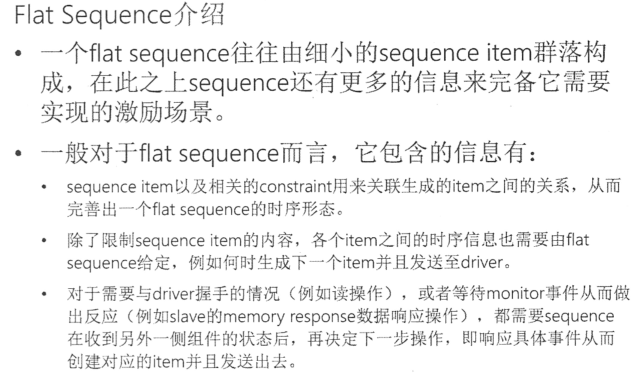 Flat Sequence介绍
• 一个flat sequence往往由细小的sequence item群落构
成，在此之上sequence还有更多的信息来完备它需要
实现的激励场景。
• 一般对于flat sequence而言，它包含的信息有：
• sequence item以及相关的constraint用来关联生成的item之间的关系，从而
完善出一个flat sequence的时序形态。
• 除了限制sequence item的内容，各个item之间的时序信息也需要由flat
sequence给定，例如何时生成下一个item并且发送至driver。
• 对于需要与driver握手的情况（例如读操作），或者等待monitor事件从而做
出反应（例如slave的memory response数据响应操作），都需要sequence
在收到另外一侧组件的状态后，再决定下一步操作，即响应具体事件从而
创建对应的item并且发送出去。